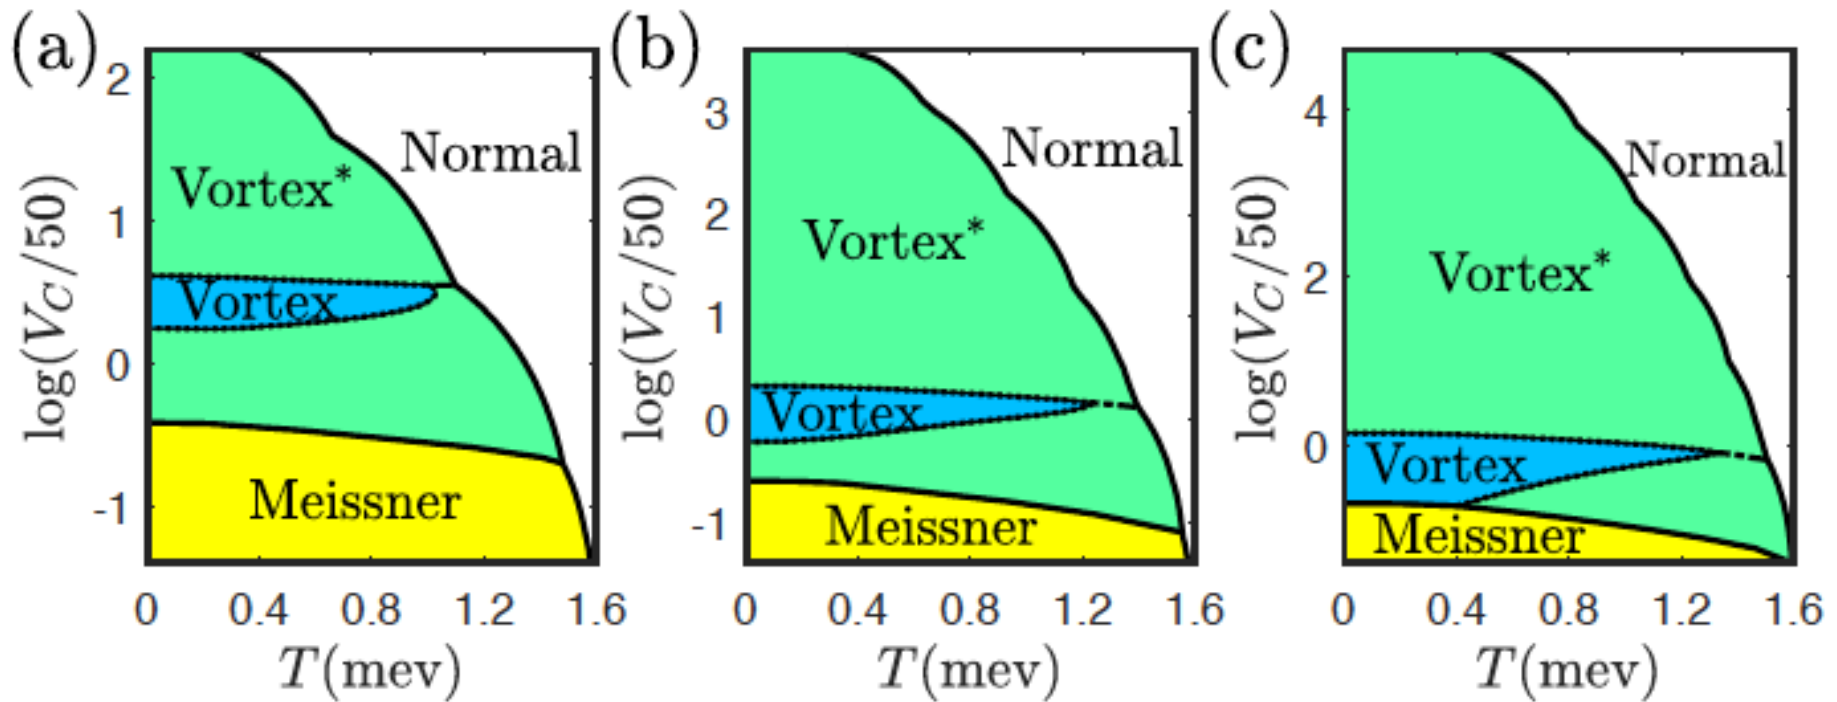 (a)
2
1
0
-1
log(V_C/50)
Normal
Vortex*
Vortex
Meissner
0 0.4 0.8 1.2 1.6
T(mev)
(b)
3
2
1
0
-1
log(V_C/50)
Normal
Vortex*
Vortex
Meissner
0 0.4 0.8 1.2 1.6
T(mev)
(c)
4
2
0
log(V_C/50)
Normal
Vortex*
Vortex
Meissner
0 0.4 0.8 1.2 1.6
T(mev)